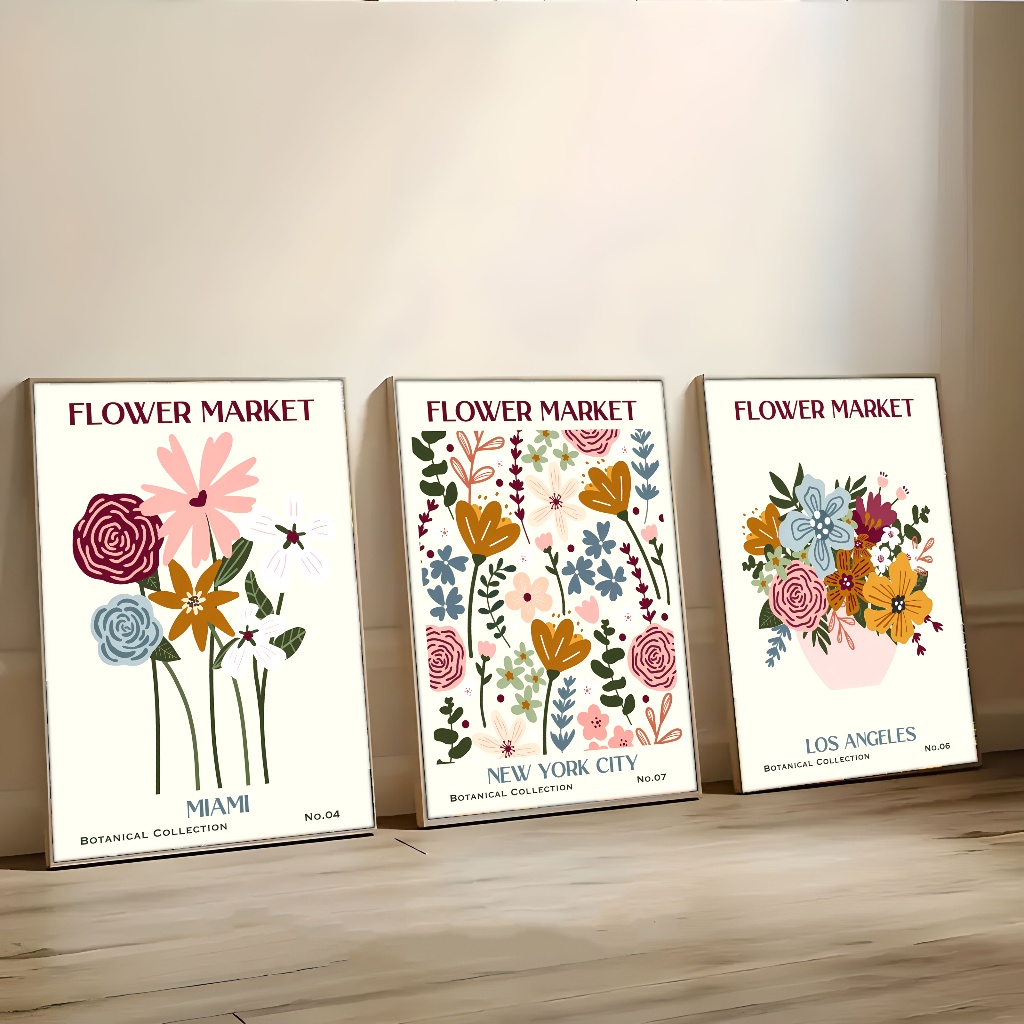 FLOWER MARKET
MIAMI
BOTANICAL COLLECTION
No.04
FLOWER MARKET
NEW YORK CITY
BOTANICAL COLLECTION
No.07
FLOWER MARKET
LOS ANGELES
BOTANICAL COLLECTION
No.06